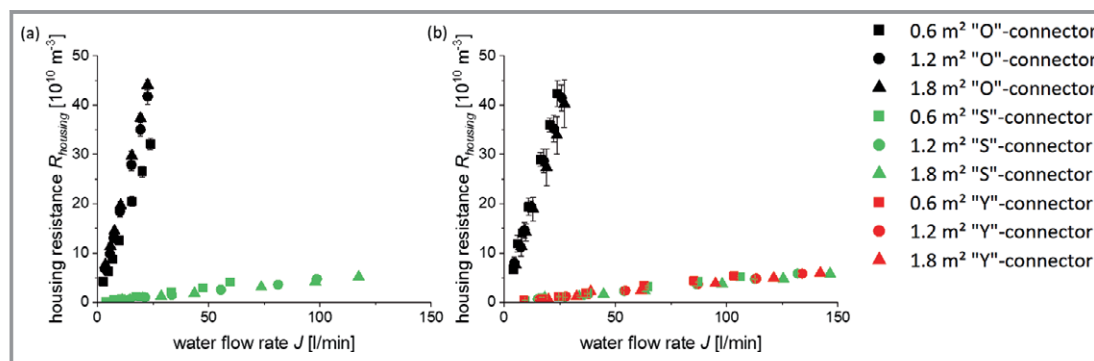 (a)
housing resistance R_housing [10^10 m^-3]
50
40
30
20
10
0
0 50 100 150
water flow rate J [l/min]
(b)
housing resistance R_housing [10^10 m^-3]
50
40
30
20
10
0
0 50 100 150
water flow rate J [l/min]
0.6 m² "O"-connector
1.2 m² "O"-connector
1.8 m² "O"-connector
0.6 m² "S"-connector
1.2 m² "S"-connector
1.8 m² "S"-connector
0.6 m² "Y"-connector
1.2 m² "Y"-connector
1.8 m² "Y"-connector